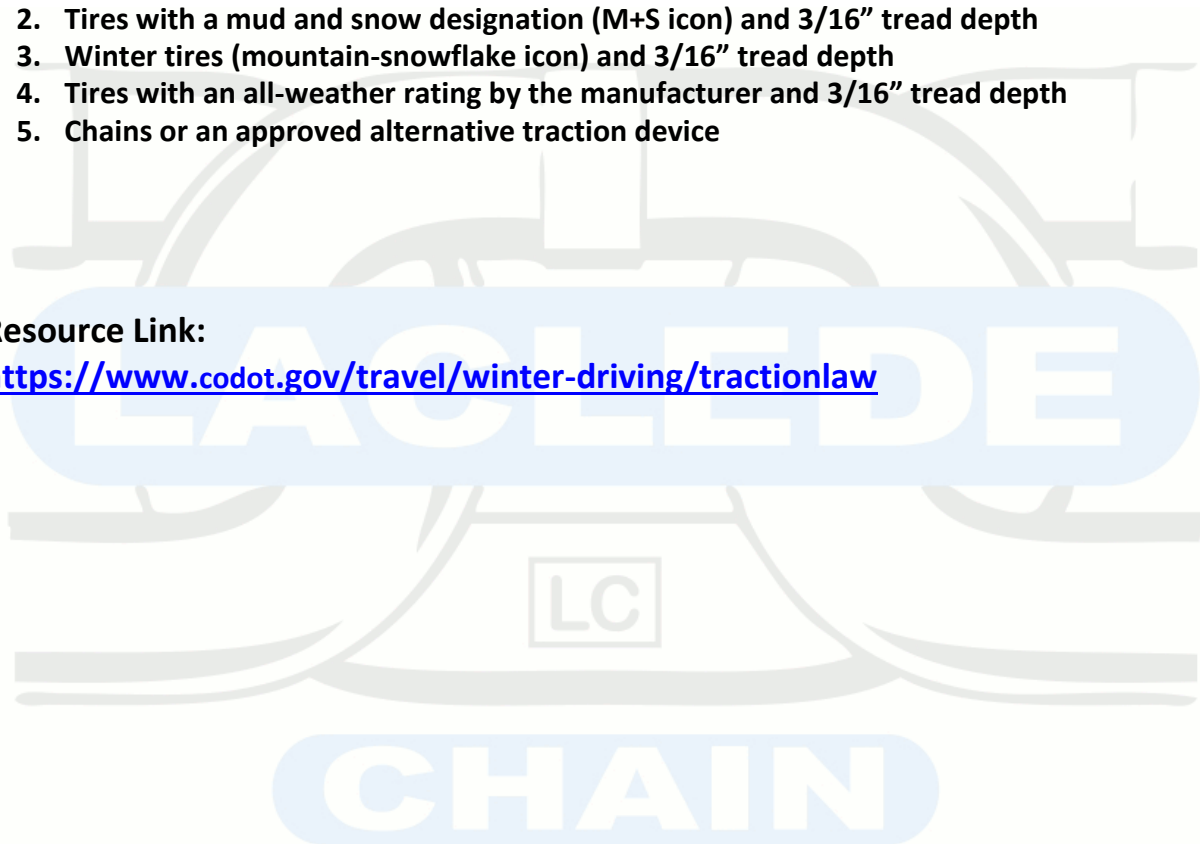 2. Tires with a mud and snow designation (M+S icon) and 3/16” tread depth
3. Winter tires (mountain-snowflake icon) and 3/16” tread depth
4. Tires with an all-weather rating by the manufacturer and 3/16” tread depth
5. Chains or an approved alternative traction device
esource Link:
ttps://www.codot.gov/travel/winter-driving/tractionlaw
LACLEDE
LC
CHAIN